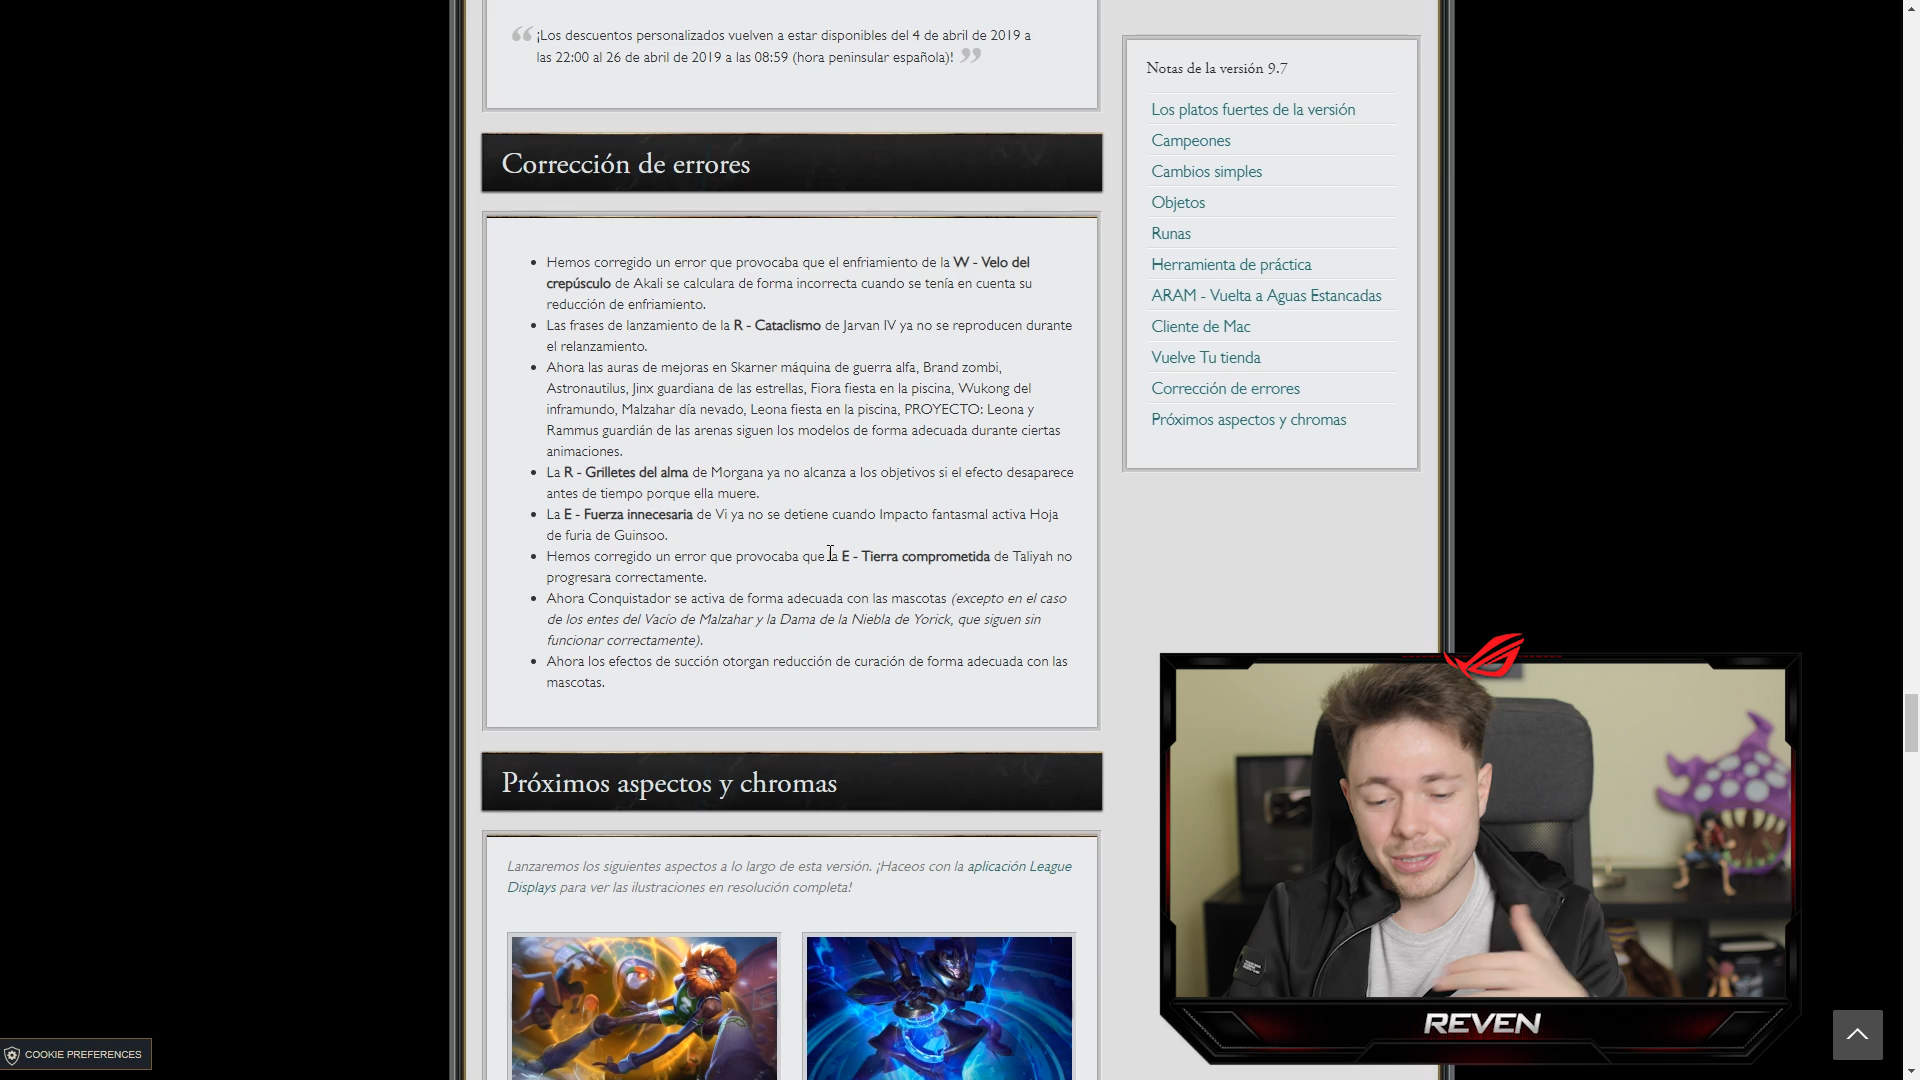 ¡Los descuentos personalizados vuelven a estar disponibles del 4 de abril de 2019 a
las 22:00 al 26 de abril de 2019 a las 08:59 (hora peninsular española)!
Corrección de errores
• Hemos corregido un error que provocaba que el enfriamiento de la W - Velo del
crepúsculo de Akali se calculara de forma incorrecta cuando se tenía en cuenta su
reducción de enfriamiento.
• Las frases de lanzamiento de la R - Cataclismo de Jarvan IV ya no se reproducen durante
el relanzamiento.
• Ahora las auras de mejoras en Skarner máquina de guerra alfa, Brand zombi,
Astronautilus, Jinx guardiana de las estrellas, Fiora fiesta en la piscina, Wukong del
inframundo, Malzahar día nevado, Leona fiesta en la piscina, PROYECTO: Leona y
Rammus guardián de las arenas siguen los modelos de forma adecuada durante ciertas
animaciones.
• La R - Grilletes del alma de Morgana ya no alcanza a los objetivos si el efecto desaparece
antes de tiempo porque ella muere.
• La E - Fuerza innecesaria de Vi ya no se detiene cuando Impacto fantasmal activa Hoja
de furia de Guinsoo.
• Hemos corregido un error que provocaba que la E - Tierra comprometida de Taliyah no
progresara correctamente.
• Ahora Conquistador se activa de forma adecuada con las mascotas (excepto en el caso
de los entes del Vacío de Malzahar y la Dama de la Niebla de Yorick, que siguen sin
funcionar correctamente).
• Ahora los efectos de succión otorgan reducción de curación de forma adecuada con las
mascotas.
Próximos aspectos y chromas
Lanzaremos los siguientes aspectos a lo largo de esta versión. ¡Haceos con la aplicación League
Displays para ver las ilustraciones en resolución completa!
Notas de la versión 9.7
Los platos fuertes de la versión
Campeones
Cambios simples
Objetos
Runas
Herramienta de práctica
ARAM - Vuelta a Aguas Estancadas
Cliente de Mac
Vuelve Tu tienda
Corrección de errores
Próximos aspectos y chromas
REVEN
COOKIE PREFERENCES